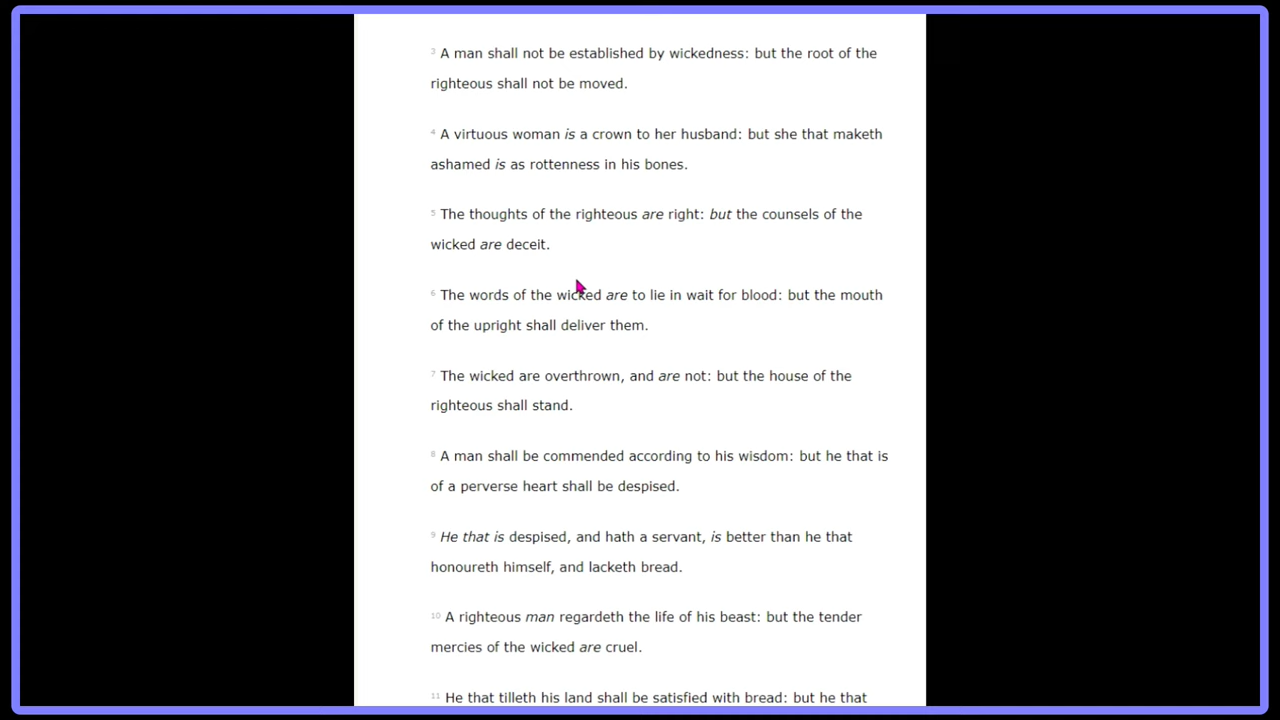 3 A man shall not be established by wickedness: but the root of the
righteous shall not be moved.
4 A virtuous woman is a crown to her husband: but she that maketh
ashamed is as rottenness in his bones.
5 The thoughts of the righteous are right: but the counsels of the
wicked are deceit.
6 The words of the wicked are to lie in wait for blood: but the mouth
of the upright shall deliver them.
7 The wicked are overthrown, and are not: but the house of the
righteous shall stand.
8 A man shall be commended according to his wisdom: but he that is
of a perverse heart shall be despised.
9 He that is despised, and hath a servant, is better than he that
honoureth himself, and lacketh bread.
10 A righteous man regardeth the life of his beast: but the tender
mercies of the wicked are cruel.
11 He that tilleth his land shall be satisfied with bread: but he that